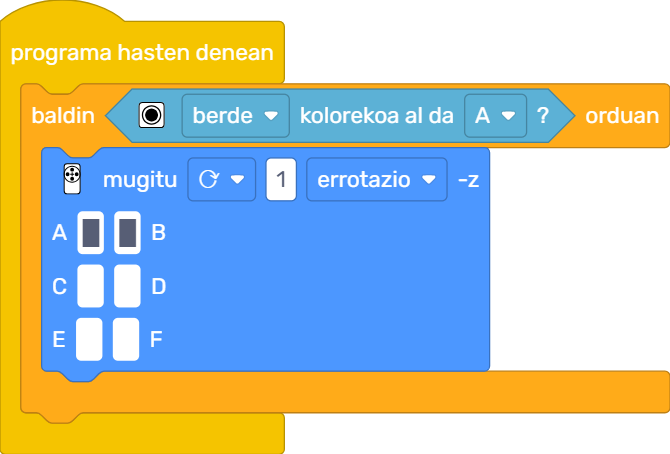 programa hasten denean
baldin berde kolorekoa al da A ? orduan
mugitu 1 errotazio -z
A B
C D
E F